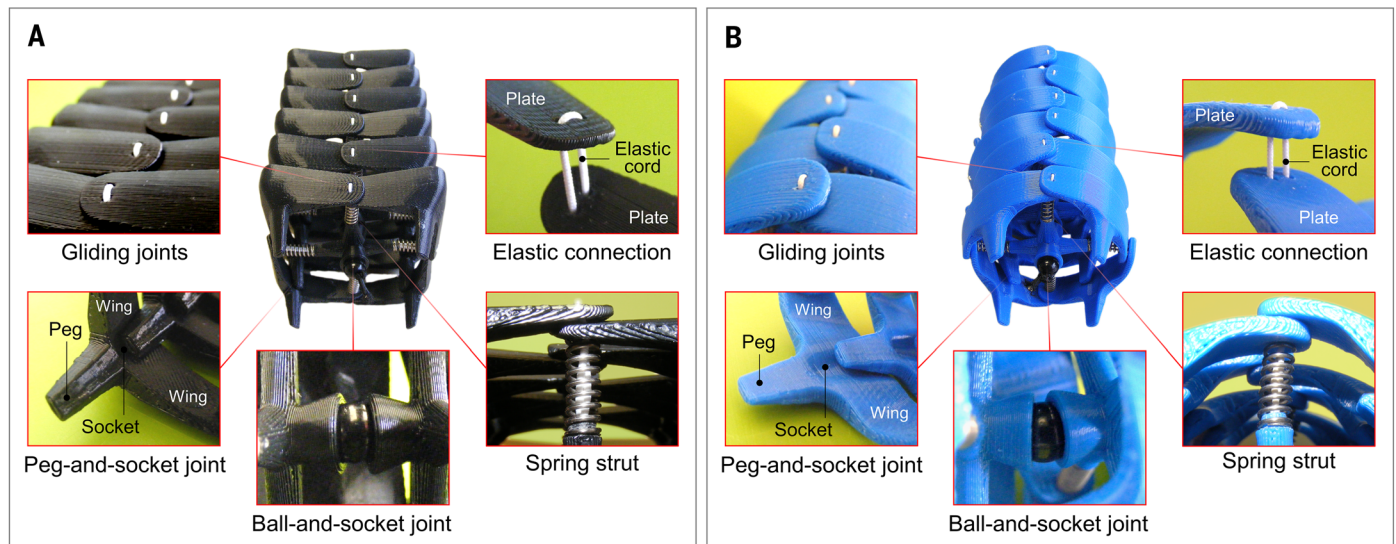 A
Plate
Elastic
cord
Plate
Gliding joints
Elastic connection
Wing
Peg
Wing
Socket
Peg-and-socket joint
Spring strut
Ball-and-socket joint
B
Plate
Elastic
cord
Plate
Gliding joints
Elastic connection
Wing
Peg
Wing
Socket
Peg-and-socket joint
Spring strut
Ball-and-socket joint